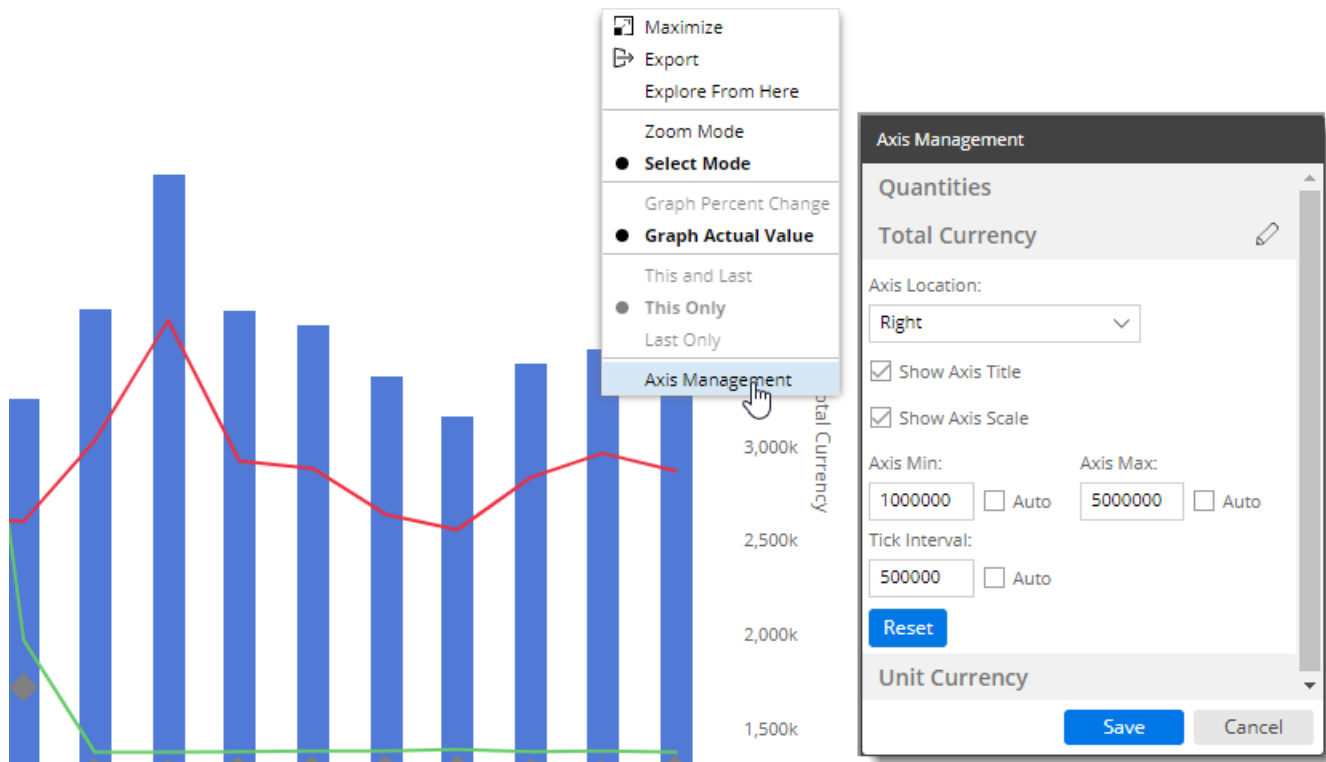 Maximize
Export
Explore From Here
Zoom Mode
Select Mode
Graph Percent Change
Graph Actual Value
This and Last
This Only
Last Only
Axis Management
Currency
3,000k
2,500k
2,000k
1,500k
Axis Management
Quantities
Total Currency
Axis Location:
Right
Show Axis Title
Show Axis Scale
Axis Min: Axis Max:
1000000 Auto 5000000 Auto
Tick Interval:
500000 Auto
Reset
Unit Currency
Save Cancel